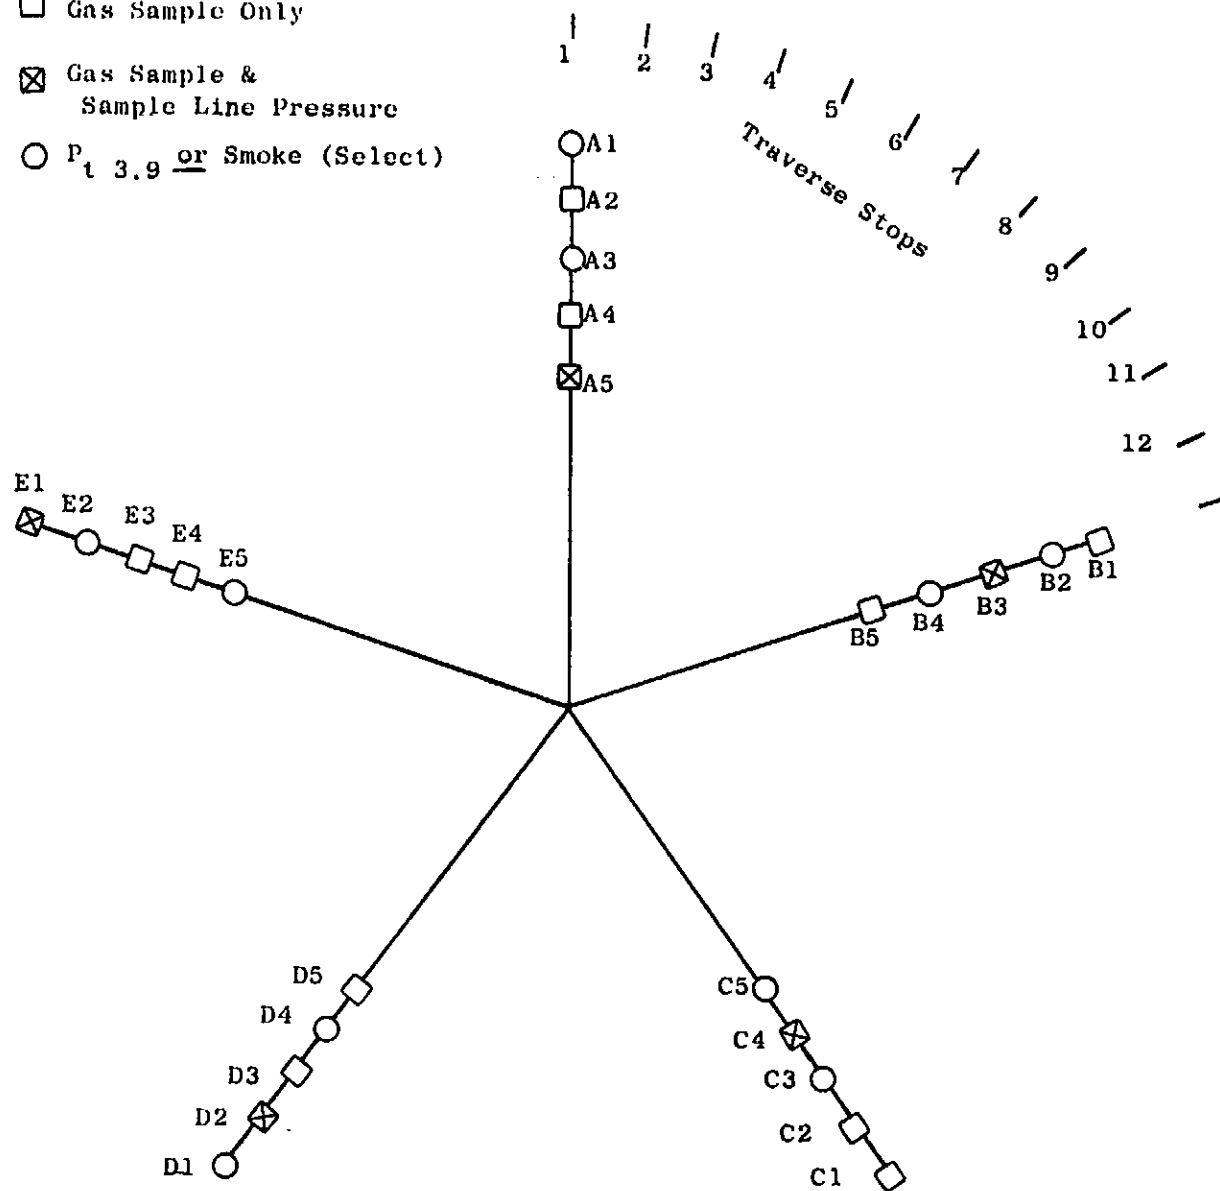 Gas Sample Only
Gas Sample &
Sample Line Pressure
Pt 3.9 or Smoke (Select)
1
2
3
4
5
6
7
8
9
10
11
12
Traverse Stops
A1
A2
A3
A4
A5
E1
E2
E3
E4
E5
B5
B4
B3
B2
B1
D5
D4
D3
D2
D1
C5
C4
C3
C2
C1